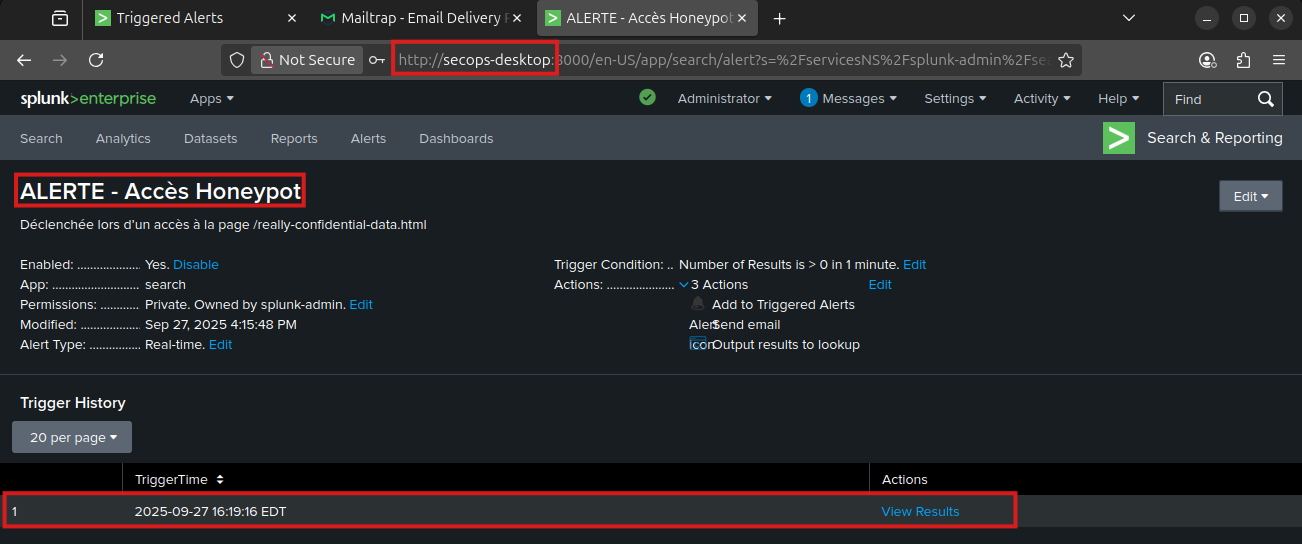 Triggered Alerts
Mailtrap - Email Delivery
ALERTE - Accès Honeypot
Not Secure
http://secops-desktop:8000/en-US/app/search/alert?s=%2FservicesNS%2Fsplunk-admin%2Fsea
splunk>enterprise Apps Administrator 1 Messages Settings Activity Help Find
Search Analytics Datasets Reports Alerts Dashboards > Search & Reporting
ALERTE - Accès Honeypot
Edit
Déclenchée lors d'un accès à la page /really-confidential-data.html
Enabled: .................... Yes. Disable
App: ........................... search
Permissions: ............ Private. Owned by splunk-admin. Edit
Modified: ................... Sep 27, 2025 4:15:48 PM
Alert Type: ................ Real-time. Edit
Trigger Condition: .. Number of Results is > 0 in 1 minute. Edit
Actions: ..................... 3 Actions Edit
Add to Triggered Alerts
Alert Send email
icon Output results to lookup
Trigger History
20 per page
TriggerTime Actions
1 2025-09-27 16:19:16 EDT View Results